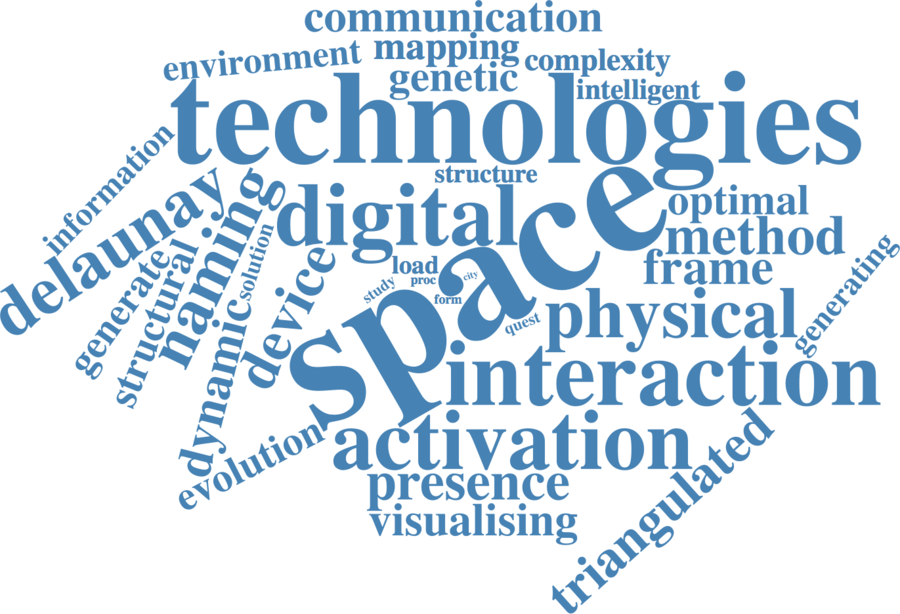 communication
environment
mapping
complexity
genetic
intelligent
technologies
information
structure
delaunay
naming
digital
space
optimal
method
solution
load
frame
generate
structural
device
study
proc
city
form
quest
physical
generating
dynamic
interaction
evolution
activation
triangulated
presence
visualising